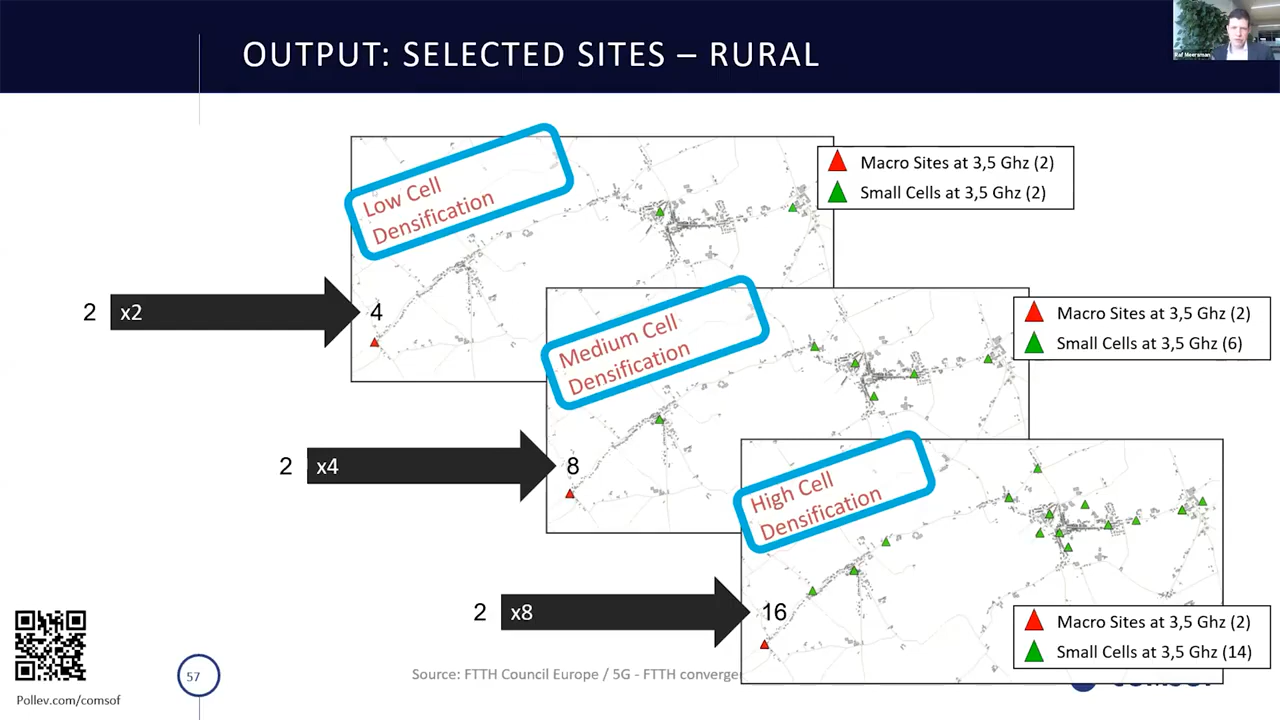 OUTPUT: SELECTED SITES – RURAL
Raf Meersman
Low Cell
Densification
Macro Sites at 3,5 Ghz (2)
Small Cells at 3,5 Ghz (2)
2
x2
4
Medium Cell
Densification
Macro Sites at 3,5 Ghz (2)
Small Cells at 3,5 Ghz (6)
2
x4
8
High Cell
Densification
2
x8
16
Macro Sites at 3,5 Ghz (2)
Small Cells at 3,5 Ghz (14)
Source: FTTH Council Europe / 5G - FTTH converge
57
Pollev.com/comsof